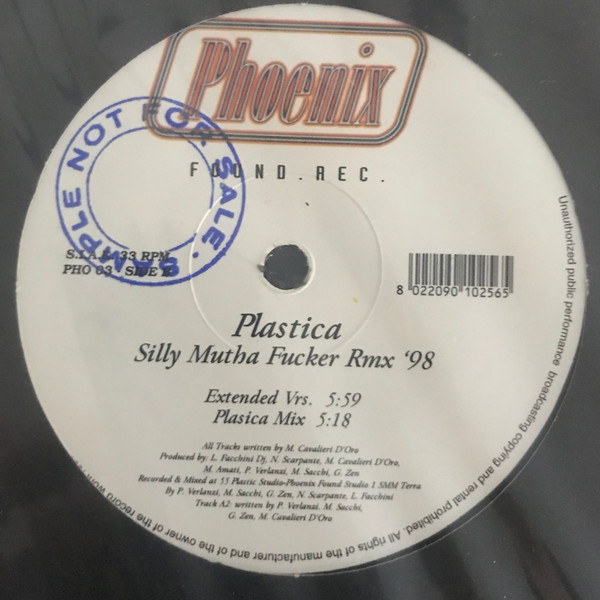 Phoenix
FOUND.REC.
SAMPLE NOT FOR SALE.
33 RPM
PHO 03 SIDE
8 022090 102565
Plastica
Silly Mutha Fucker Rmx '98
Extended Vrs. 5:59
Plasica Mix 5:18
All Tracks written by M. Cavalieri D'Oro
Produced by: L. Facchini Dj, N. Scarpante, M. Cavalieri D'Oro,
M. Amati, P. Verlanzi, M. Sacchi, G. Zen
Recorded & Mixed at 55 Plastic Studio-Phoenix Found Studio 1 SMM Terra
By P. Verlanzi, M. Sacchi, G. Zen, N. Scarpante, L. Facchini
Track A2: written by P. Verlanzi, M. Sacchi,
G. Zen, M. Cavalieri D'Oro
Unauthorized public performance broadcasting copying and rental prohibited. All rights of the manufacturer and of the owner of the record work